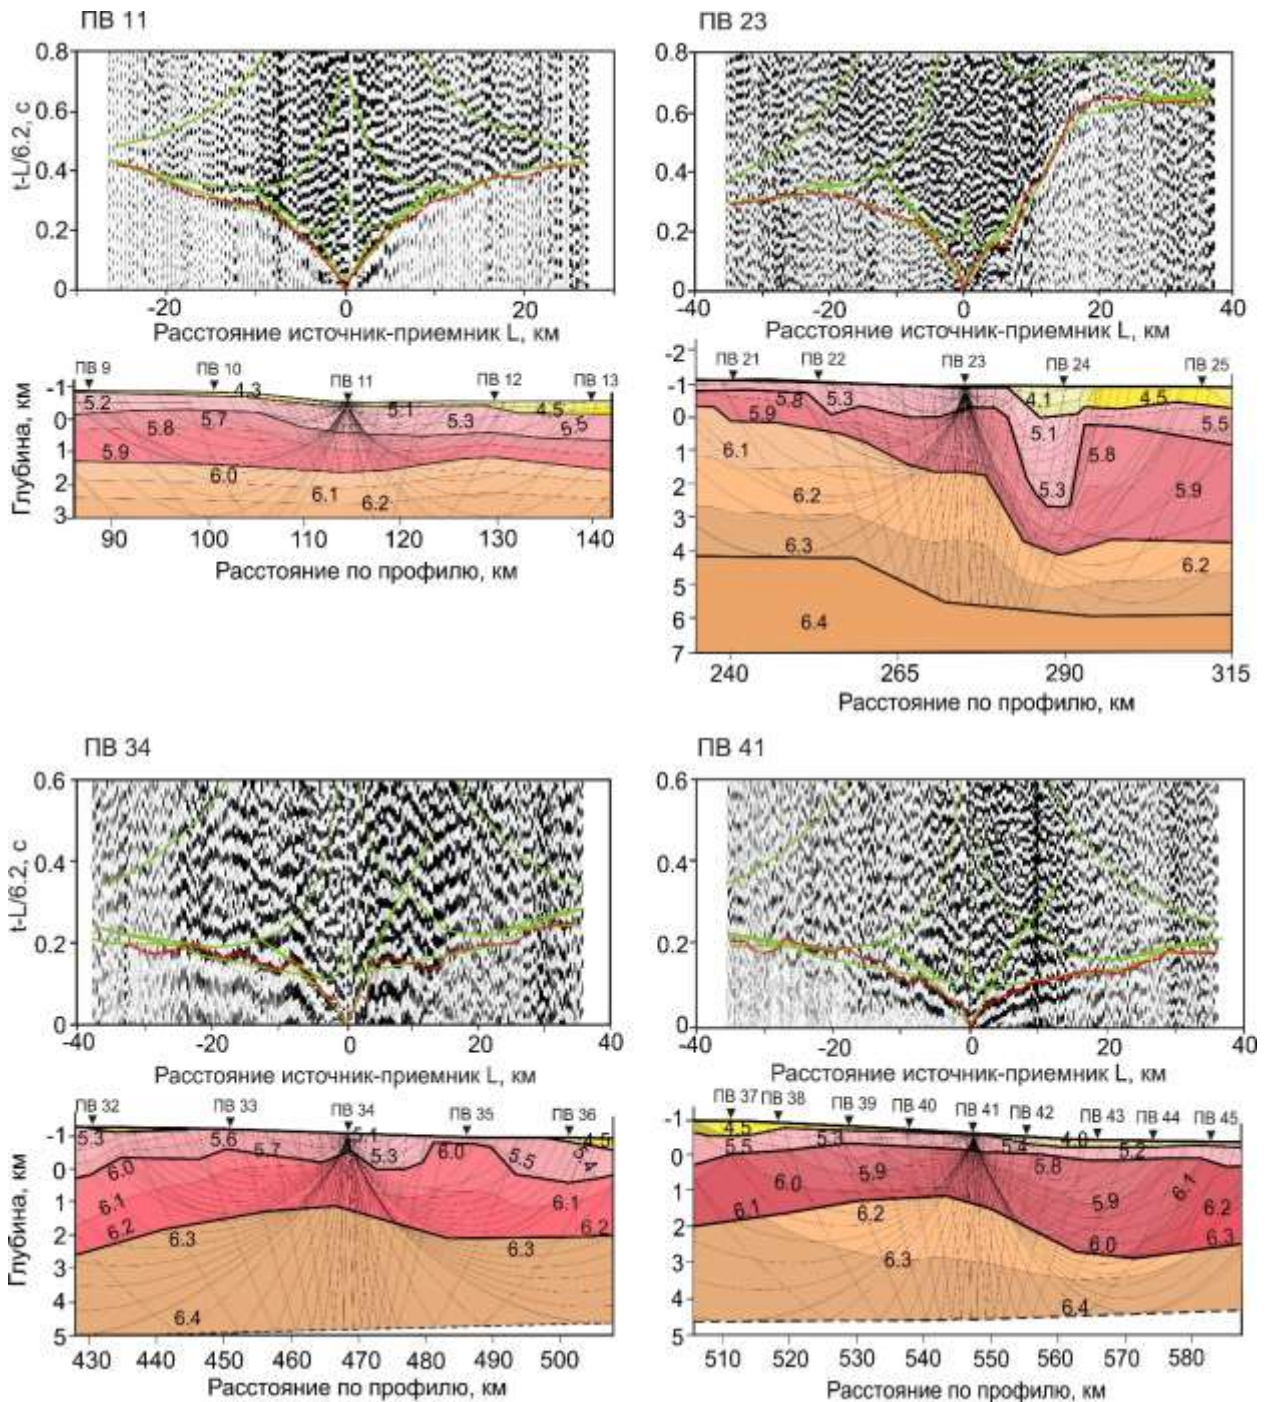 ПВ 11
0.8
0.6
0.4
0.2
0
t-L/6.2, с
-20 0 20
Расстояние источник-приемник L, км
ПВ 9 ПВ 10 ПВ 11 ПВ 12 ПВ 13
-1
0
1
2
3
Глубина, км
4.3
5.2 5.1 4.5
5.7 5.3
5.8
5.9
6.0
6.1 6.2
90 100 110 120 130 140
Расстояние по профилю, км
ПВ 23
0.8
0.6
0.4
0.2
0
-40 -20 0 20 40
Расстояние источник-приемник L, км
ПВ 21 ПВ 22 ПВ 23 ПВ 24 ПВ 25
-2
-1
0
1
2
3
4
5
6
7
5.8 5.3 4.1 4.5
5.9 5.1 5.5
6.1 5.8
6.2 5.3 5.9
6.3 6.2
6.4
240 265 290 315
Расстояние по профилю, км
ПВ 34
0.6
0.4
0.2
0
t-L/6.2, с
-40 -20 0 20 40
Расстояние источник-приемник L, км
ПВ 32 ПВ 33 ПВ 34 ПВ 35 ПВ 36
-1
0
1
2
3
4
5
Глубина, км
5.3 5.6 4.5
6.0 5.7 5.3 6.0 5.5
6.1 6.1
6.2 6.2
6.3 6.3
6.4
430 440 450 460 470 480 490 500
Расстояние по профилю, км
ПВ 41
0.6
0.4
0.2
0
-40 -20 0 20 40
Расстояние источник-приемник L, км
ПВ 37 ПВ 38 ПВ 39 ПВ 40 ПВ 41 ПВ 42 ПВ 43 ПВ 44 ПВ 45
-1
0
1
2
3
4
5
4.5 4.0
5.5 5.3 5.4 5.2
5.9 5.8
6.0 5.9 6.1
6.1 6.2 6.2
6.3 6.0 6.3
6.4
510 520 530 540 550 560 570 580
Расстояние по профилю, км